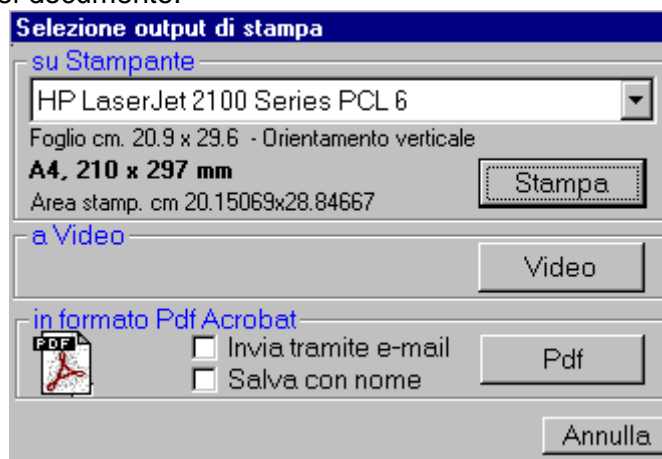 documento.
Selezione output di stampa
su Stampante
HP LaserJet 2100 Series PCL 6
Foglio cm. 20.9 x 29.6 - Orientamento verticale
A4, 210 x 297 mm
Area stamp. cm 20.15069x28.84667
Stampa
a Video
Video
in formato Pdf Acrobat
PDF
Invia tramite e-mail
Salva con nome
Pdf
Annulla